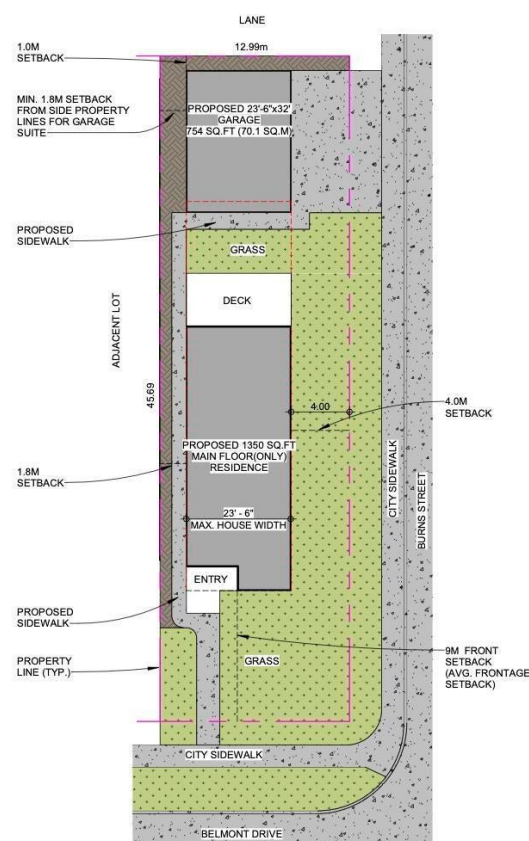 LANE
1.0M
SETBACK
12.99m
MIN. 1.8M SETBACK
FROM SIDE PROPERTY
LINES FOR GARAGE
SUITE
PROPOSED 23'-6"x32'
GARAGE
754 SQ.FT (70.1 SQ.M)
PROPOSED
SIDEWALK
GRASS
DECK
ADJACENT LOT
45.69
4.00
4.0M
SETBACK
PROPOSED 1350 SQ.FT
MAIN FLOOR(ONLY)
RESIDENCE
1.8M
SETBACK
23' - 6"
MAX. HOUSE WIDTH
CITY SIDEWALK
BURNS STREET
ENTRY
PROPOSED
SIDEWALK
PROPERTY
LINE (TYP.)
GRASS
9M FRONT
SETBACK
(AVG. FRONTAGE
SETBACK)
CITY SIDEWALK
BELMONT DRIVE